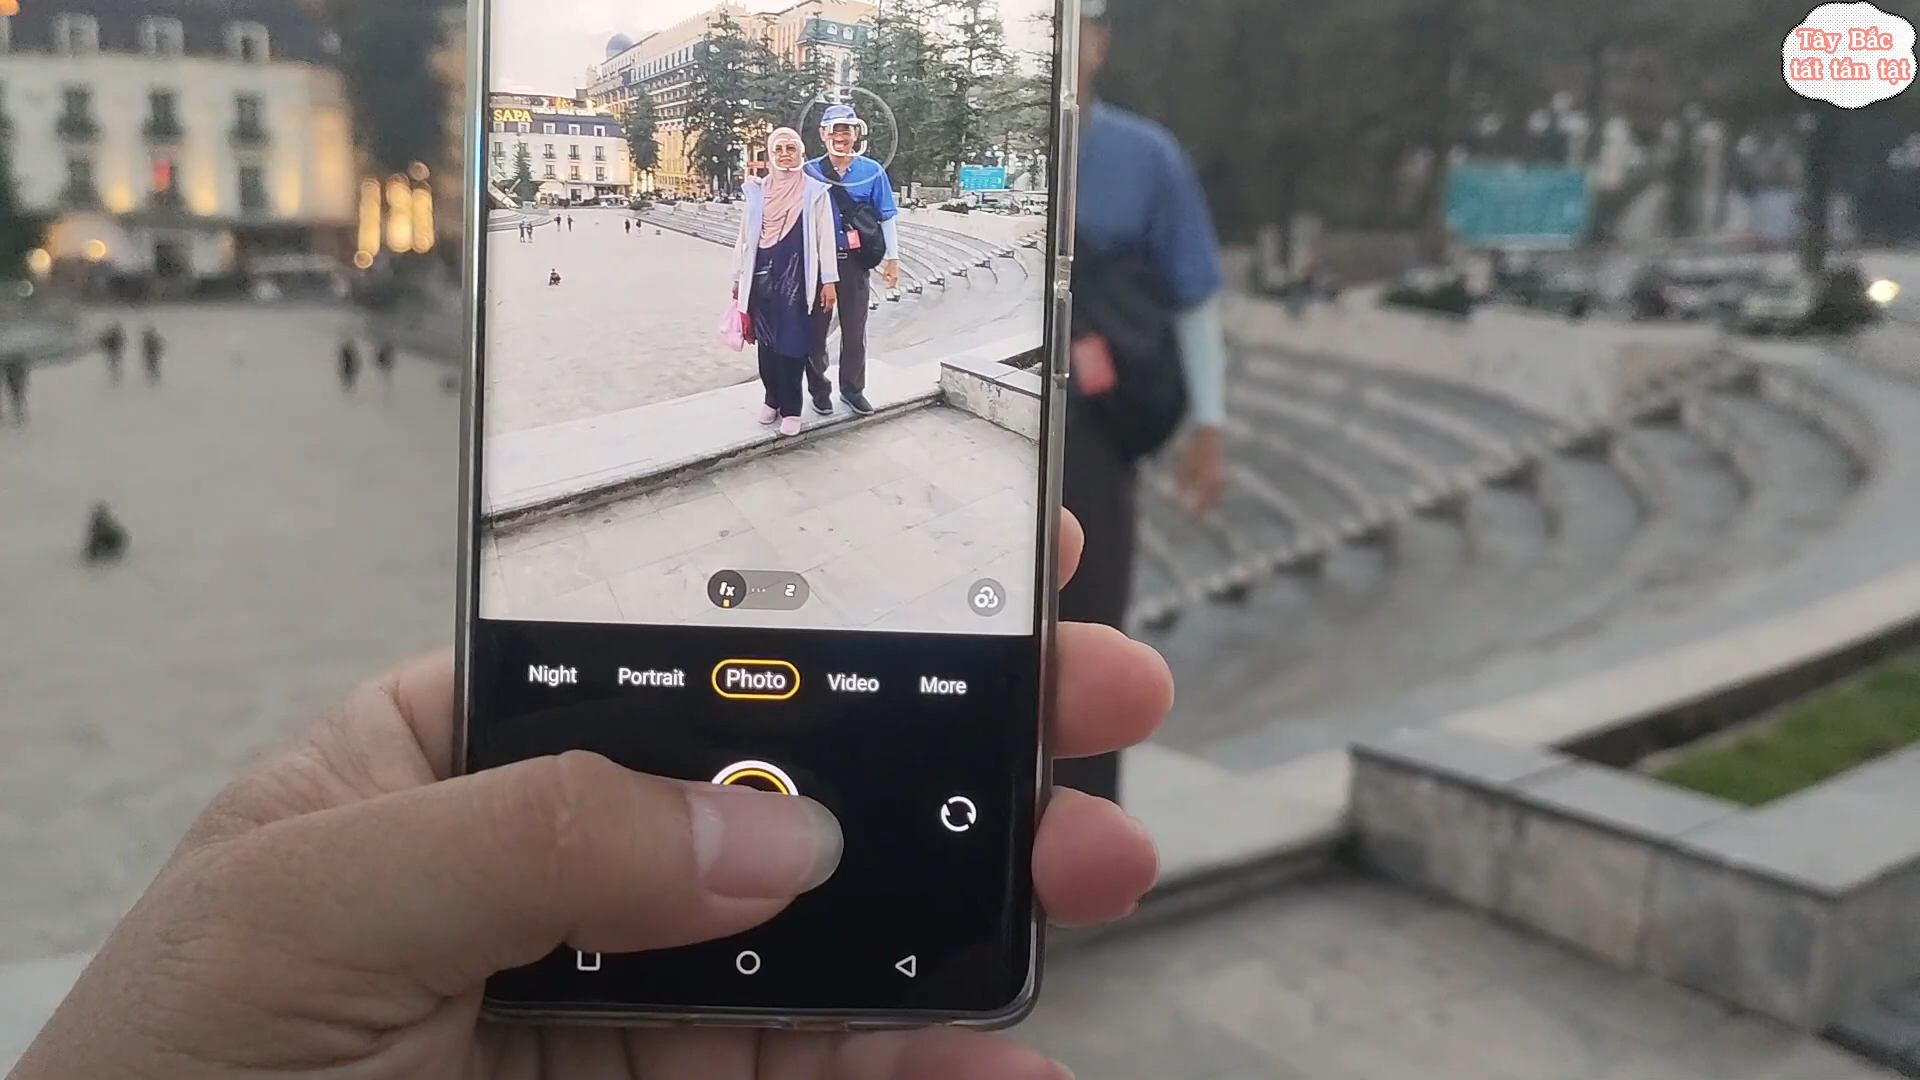 Tây Bắc
tất tần tật
SAPA
1x 2
Night Portrait Photo Video More